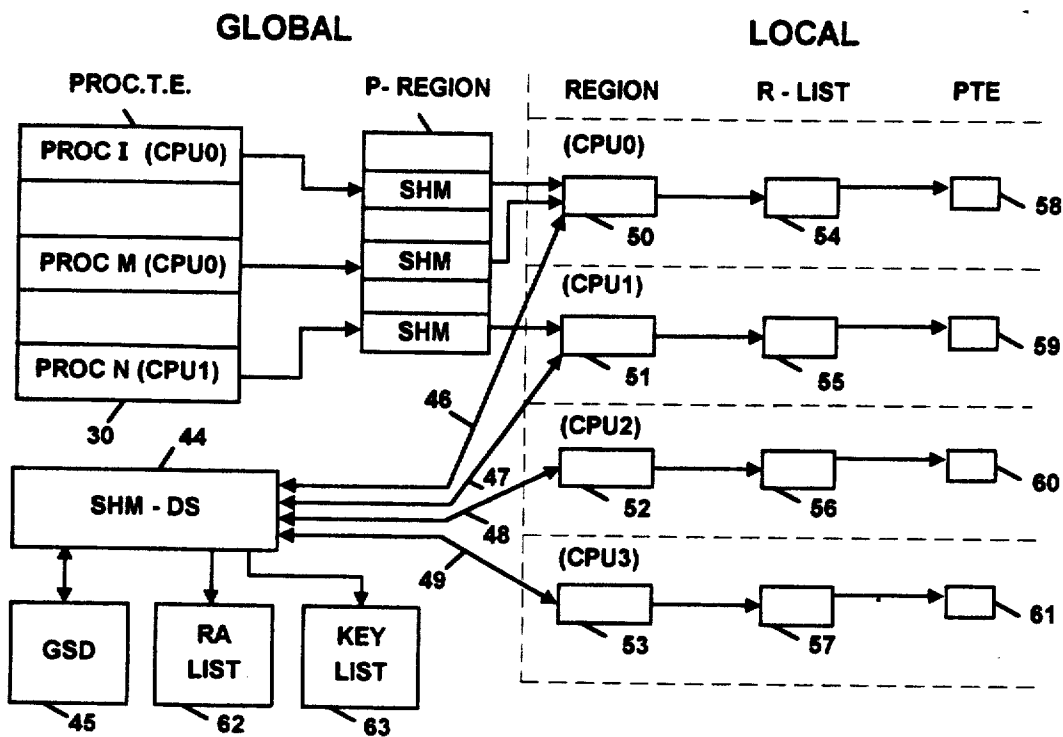 GLOBAL
LOCAL
PROC.T.E.
P- REGION
REGION
R - LIST
PTE
PROC I (CPU0)
PROC M (CPU0)
PROC N (CPU1)
30
SHM
SHM
SHM
(CPU0)
50
54
58
(CPU1)
51
55
59
(CPU2)
52
56
60
(CPU3)
53
57
61
46
47
48
49
44
SHM - DS
GSD
45
RA
LIST
62
KEY
LIST
63